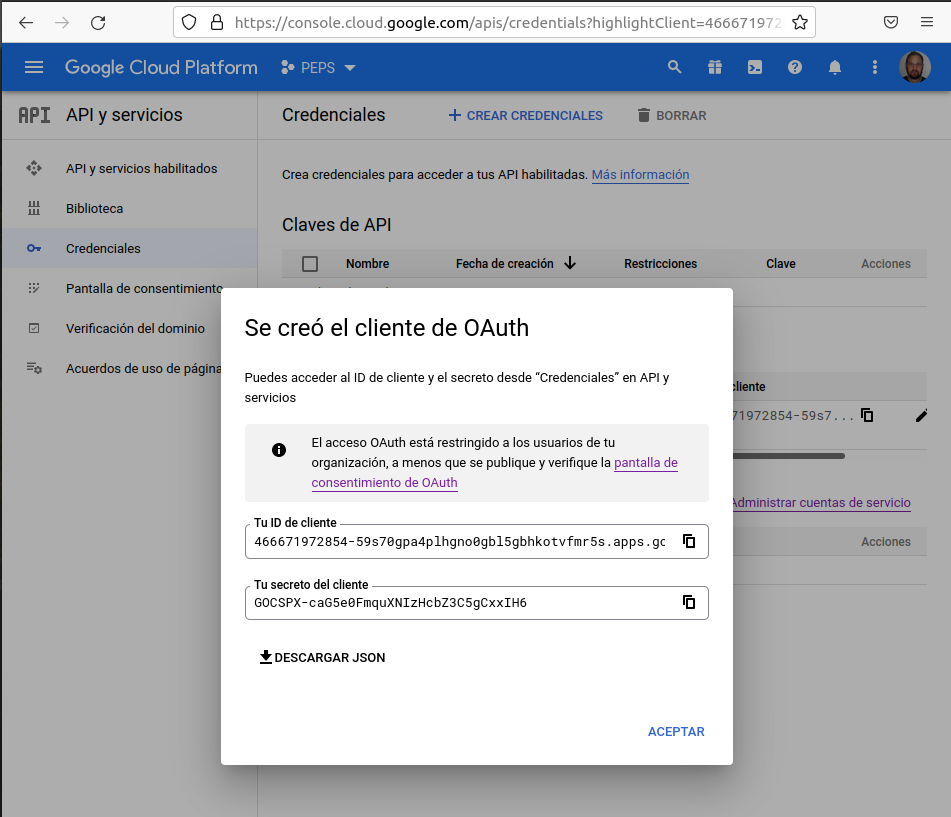 https://console.cloud.google.com/apis/credentials?highlightClient=466671972
Google Cloud Platform
PEPS
API
API y servicios
Credenciales
CREAR CREDENCIALES
BORRAR
API y servicios habilitados
Biblioteca
Credenciales
Pantalla de consentimiento
Verificación del dominio
Acuerdos de uso de página
Crea credenciales para acceder a tus API habilitadas. Más información
Claves de API
Nombre
Fecha de creación
Restricciones
Clave
Acciones
cliente
71972854-59s7...
Administrar cuentas de servicio
Acciones
Se creó el cliente de OAuth
Puedes acceder al ID de cliente y el secreto desde “Credenciales” en API y
servicios
El acceso OAuth está restringido a los usuarios de tu
organización, a menos que se publique y verifique la pantalla de
consentimiento de OAuth
Tu ID de cliente
466671972854-59s70gpa4plhgno0gbl5gbhkotvfmr5s.apps.go
Tu secreto del cliente
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
DESCARGAR JSON
ACEPTAR